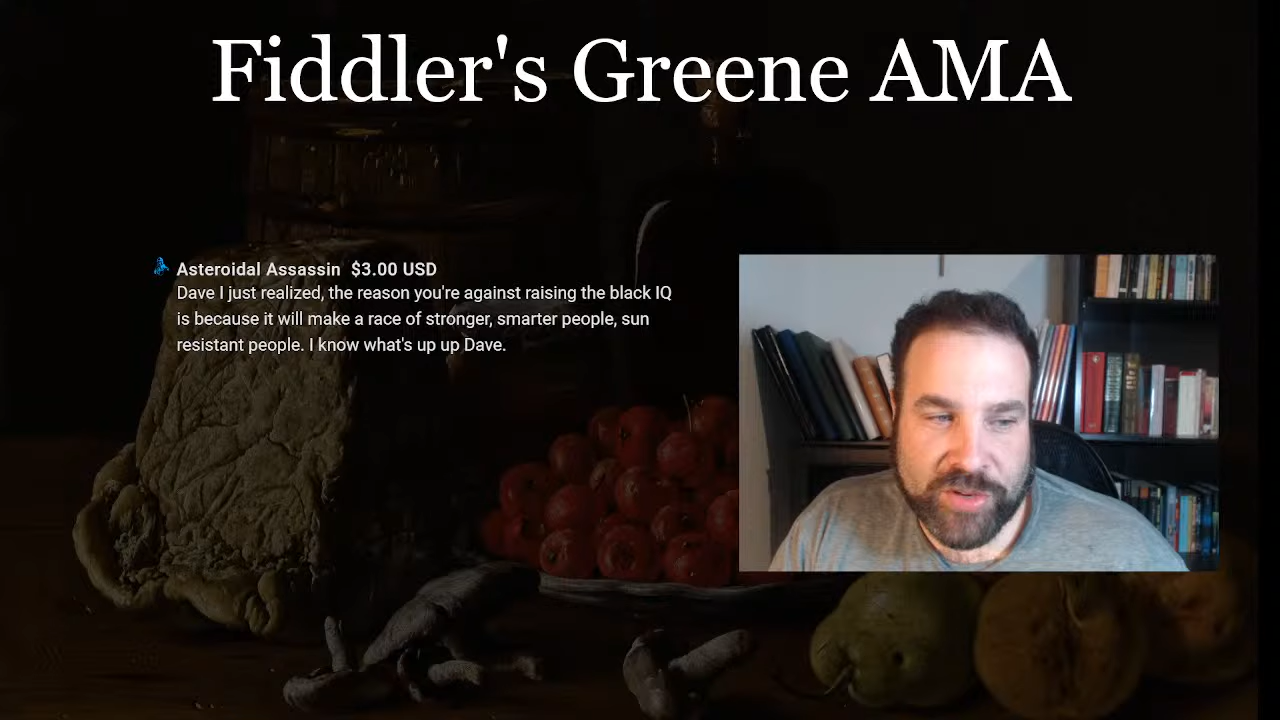 Fiddler's Greene AMA
Asteroidal Assassin $3.00 USD
Dave I just realized, the reason you're against raising the black IQ
is because it will make a race of stronger, smarter people, sun
resistant people. I know what's up up Dave.